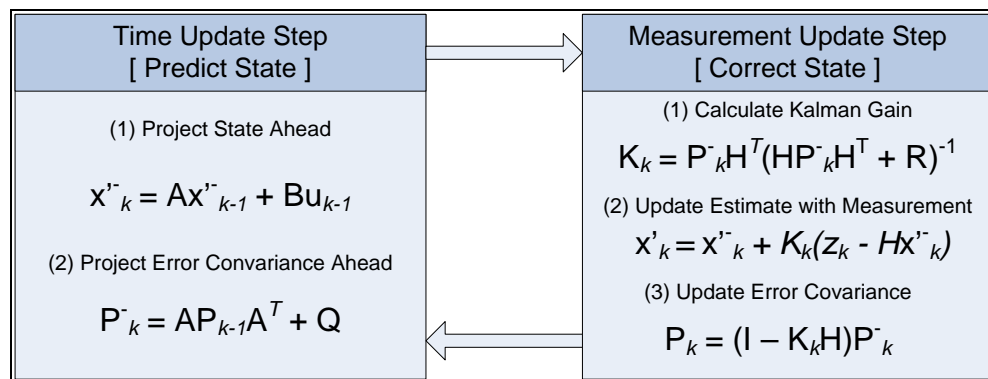 Time Update Step
[ Predict State ]
(1) Project State Ahead
x'⁻ₖ = Ax'⁻ₖ₋₁ + Buₖ₋₁
(2) Project Error Convariance Ahead
P⁻ₖ = APₖ₋₁Aᵀ + Q
Measurement Update Step
[ Correct State ]
(1) Calculate Kalman Gain
Kₖ = P⁻ₖHᵀ(HP⁻ₖHᵀ + R)⁻¹
(2) Update Estimate with Measurement
x'ₖ = x'⁻ₖ + Kₖ(zₖ - Hx'⁻ₖ)
(3) Update Error Covariance
Pₖ = (I – KₖH)P⁻ₖ